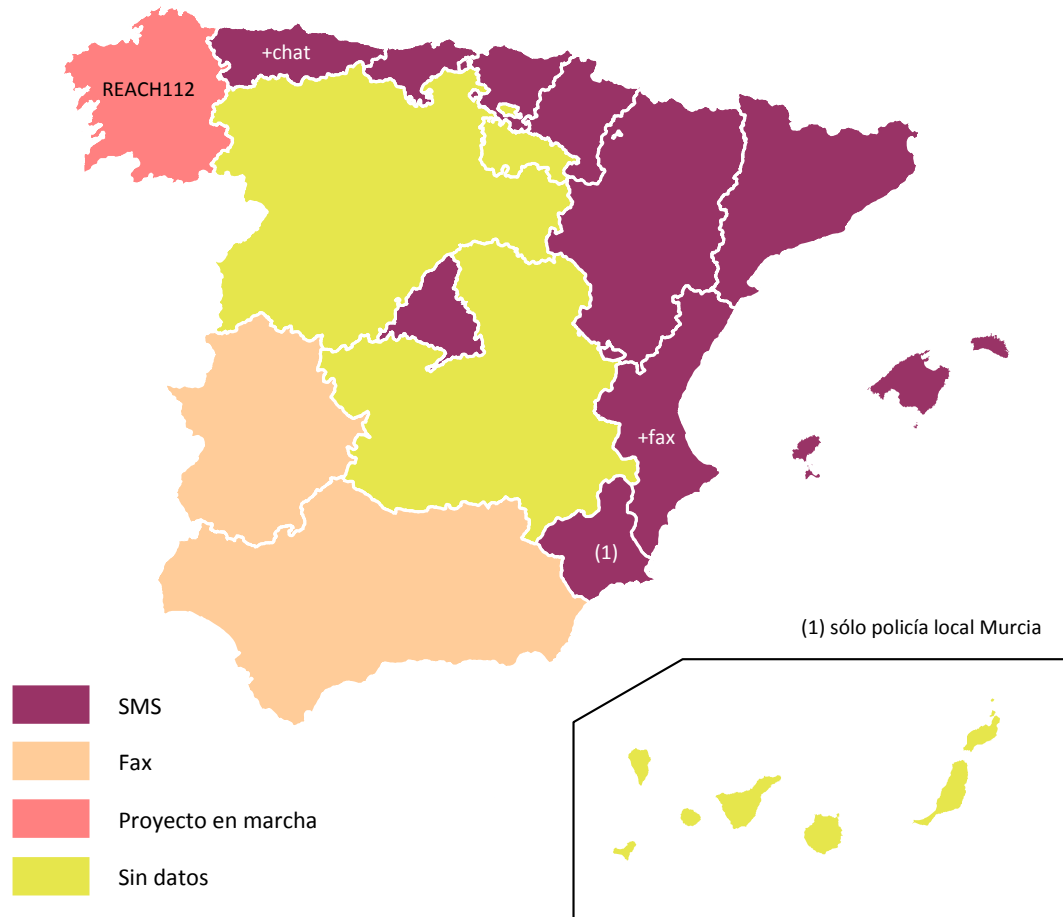 +chat
REACH112
+fax
(1)
(1) sólo policía local Murcia
SMS
Fax
Proyecto en marcha
Sin datos